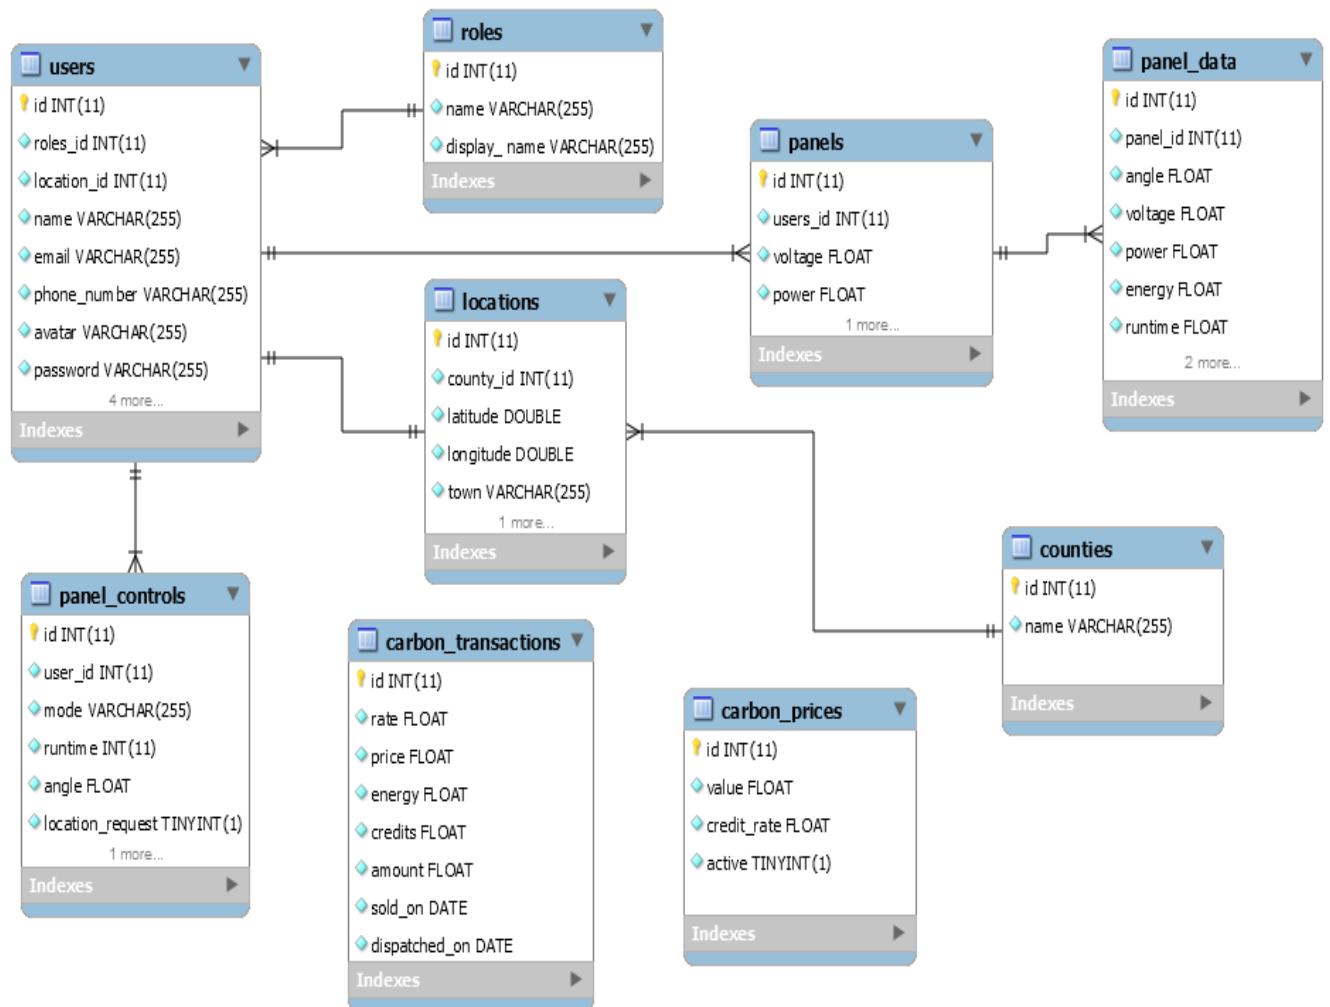 users
id INT(11)
roles_id INT(11)
location_id INT(11)
name VARCHAR(255)
email VARCHAR(255)
phone_number VARCHAR(255)
avatar VARCHAR(255)
password VARCHAR(255)
4 more...
Indexes
roles
id INT(11)
name VARCHAR(255)
display_ name VARCHAR(255)
Indexes
panels
id INT(11)
users_id INT(11)
voltage FLOAT
power FLOAT
1 more...
Indexes
panel_data
id INT(11)
panel_id INT(11)
angle FLOAT
voltage FLOAT
power FLOAT
energy FLOAT
runtime FLOAT
2 more...
Indexes
locations
id INT(11)
county_id INT(11)
latitude DOUBLE
longitude DOUBLE
town VARCHAR(255)
1 more...
Indexes
counties
id INT(11)
name VARCHAR(255)
Indexes
panel_controls
id INT(11)
user_id INT(11)
mode VARCHAR(255)
runtime INT(11)
angle FLOAT
location_request TINYINT(1)
1 more...
Indexes
carbon_transactions
id INT(11)
rate FLOAT
price FLOAT
energy FLOAT
credits FLOAT
amount FLOAT
sold_on DATE
dispatched_on DATE
Indexes
carbon_prices
id INT(11)
value FLOAT
credit_rate FLOAT
active TINYINT(1)
Indexes